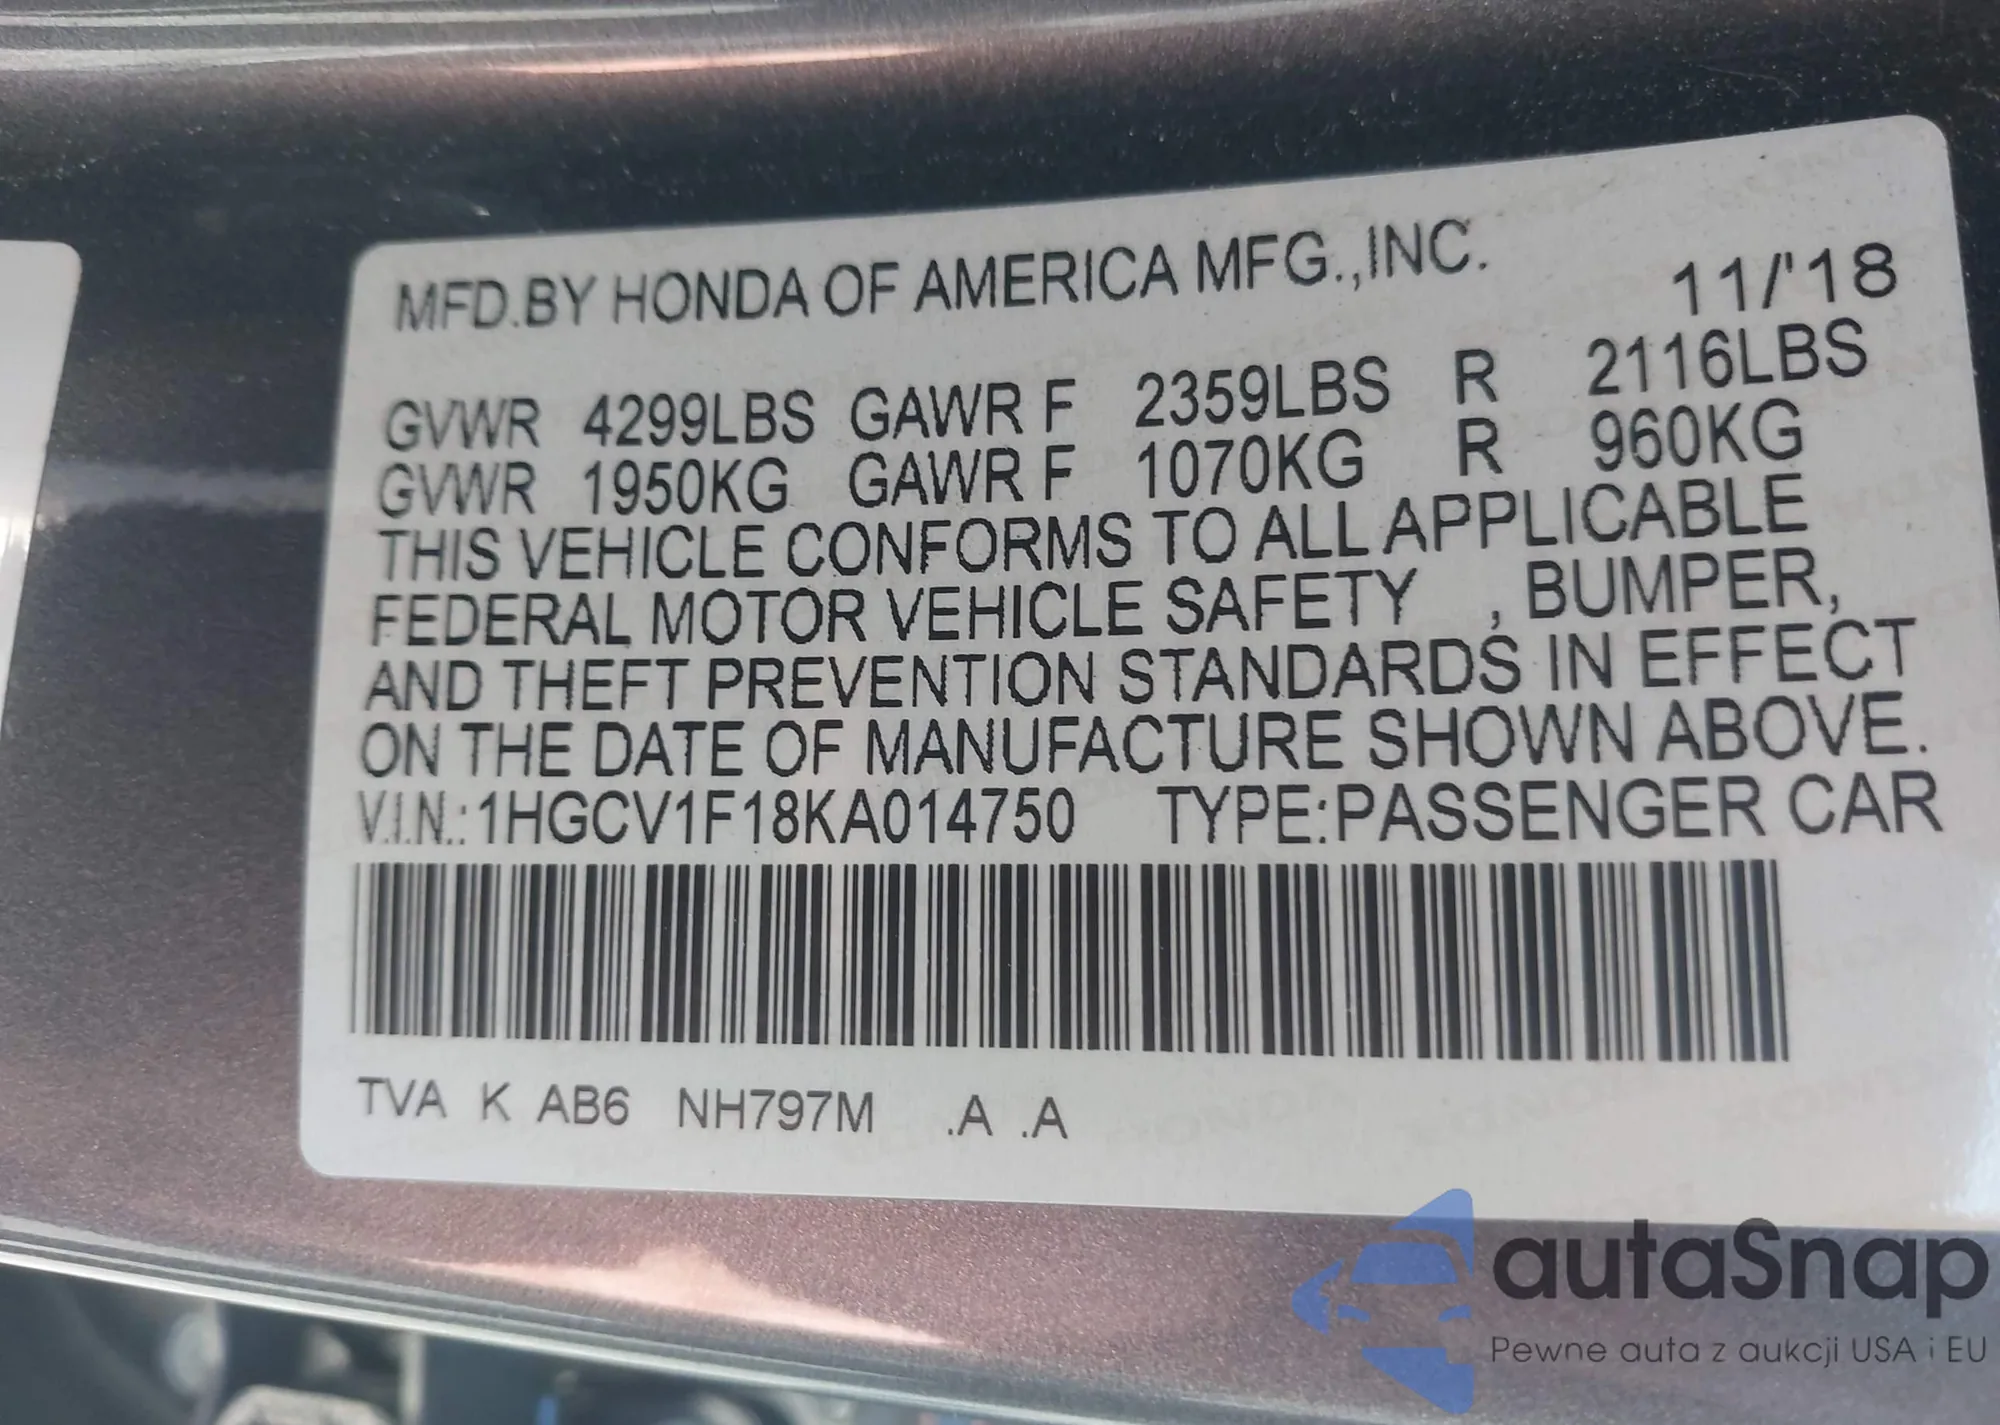 MFD.BY HONDA OF AMERICA MFG.,INC. 11/'18
GVWR 4299LBS GAWR F 2359LBS R 2116LBS
GVWR 1950KG GAWR F 1070KG R 960KG
THIS VEHICLE CONFORMS TO ALL APPLICABLE
FEDERAL MOTOR VEHICLE SAFETY , BUMPER,
AND THEFT PREVENTION STANDARDS IN EFFECT
ON THE DATE OF MANUFACTURE SHOWN ABOVE.
V.I.N.:1HGCV1F18KA014750 TYPE:PASSENGER CAR
TVA K AB6 NH797M .A .A
autaSnap
Pewne auta z aukcji USA i EU